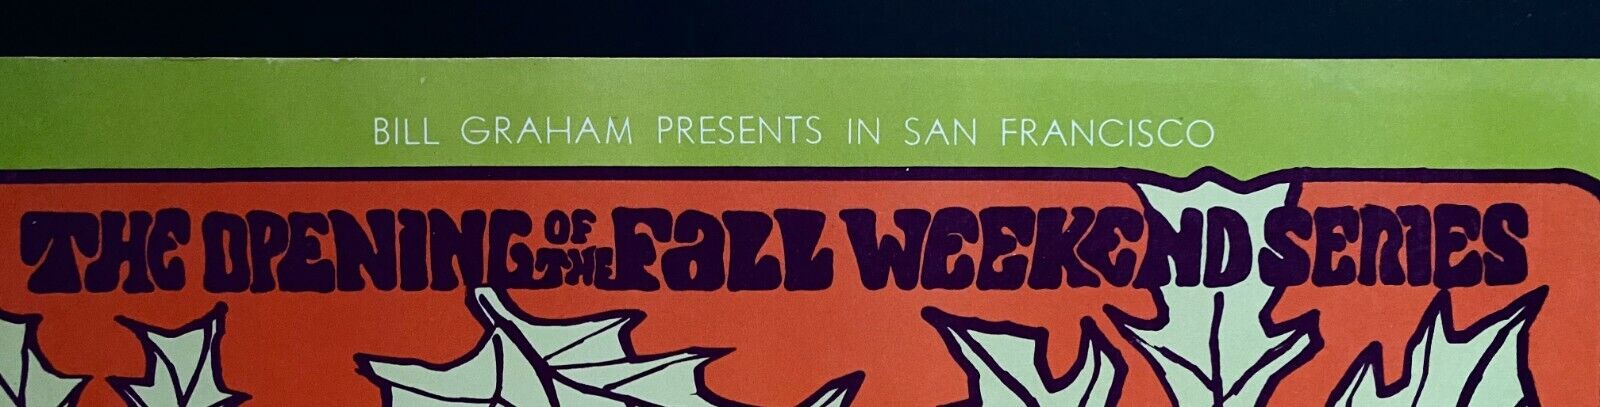 BILL GRAHAM PRESENTS IN SAN FRANCISCO
THE OPENING OF THE FALL WEEKEND SERIES